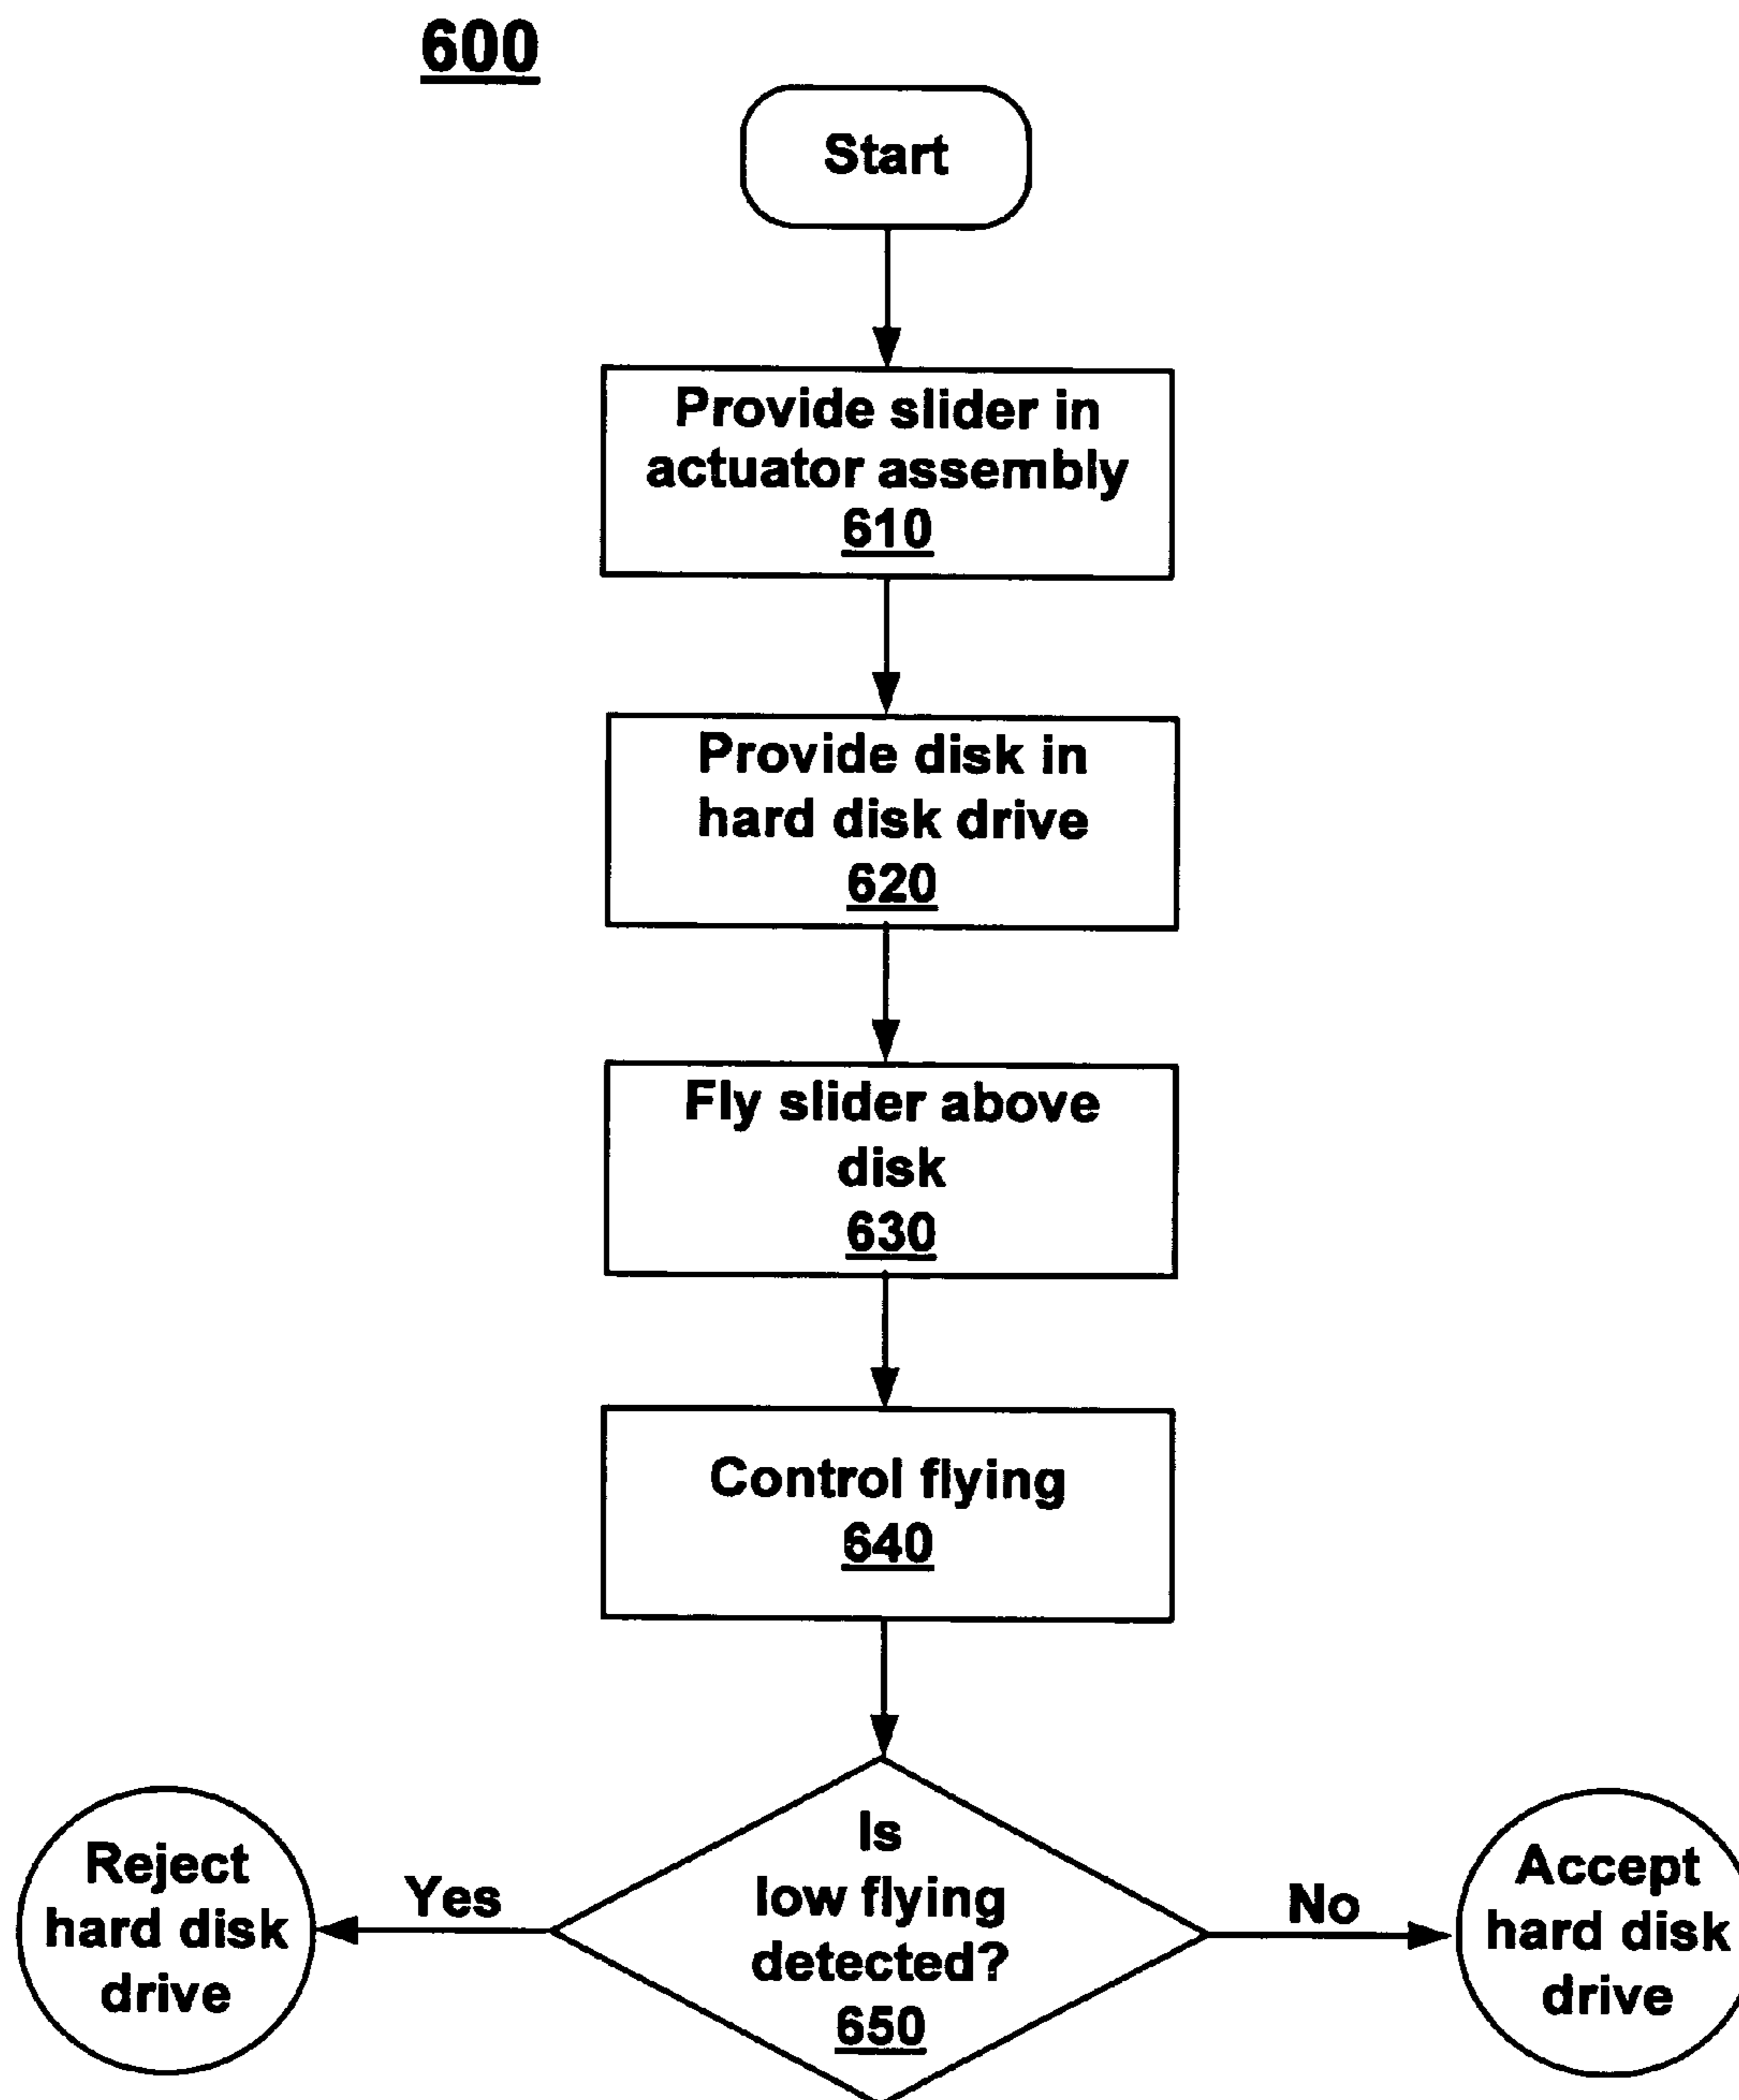 600
Start
Provide slider in
actuator assembly
610
Provide disk in
hard disk drive
620
Fly slider above
disk
630
Control flying
640
Is
low flying
detected?
650
Yes
No
Reject
hard disk
drive
Accept
hard disk
drive